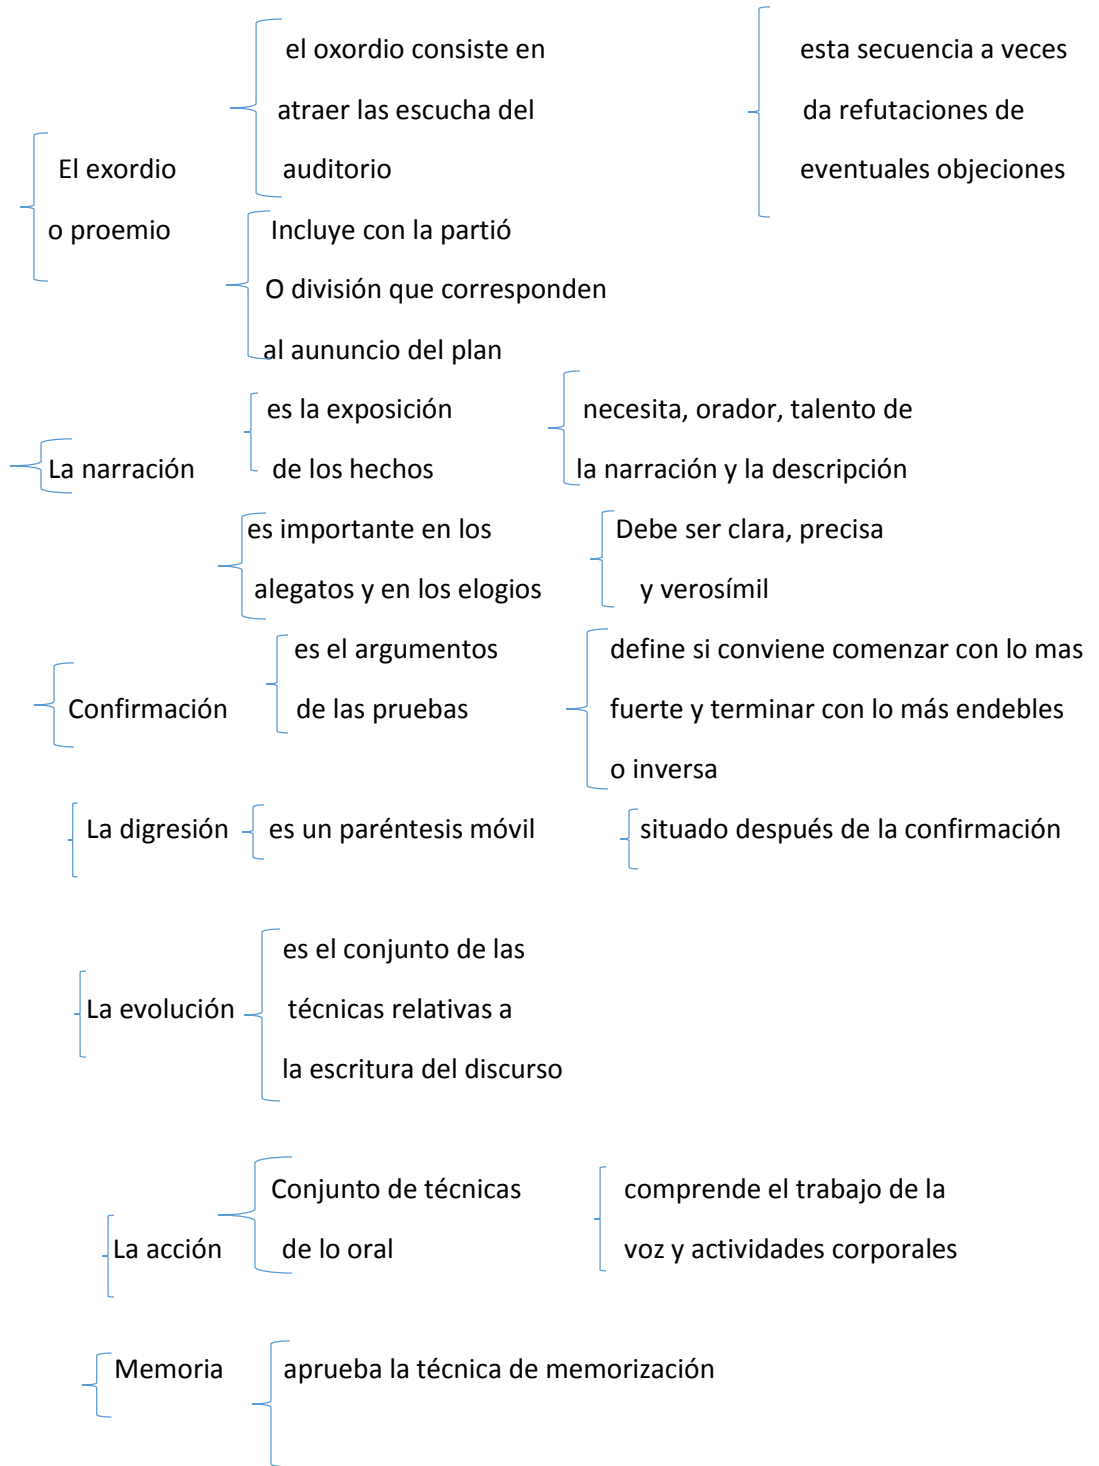 el oxordio consiste en
atraer las escucha del
auditorio
esta secuencia a veces
da refutaciones de
eventuales objeciones
El exordio
o proemio
Incluye con la partió
O división que corresponden
al aununcio del plan
La narración
es la exposición
de los hechos
necesita, orador, talento de
la narración y la descripción
es importante en los
alegatos y en los elogios
Debe ser clara, precisa
y verosímil
Confirmación
es el argumentos
de las pruebas
define si conviene comenzar con lo mas
fuerte y terminar con lo más endebles
o inversa
La digresión
es un paréntesis móvil
situado después de la confirmación
La evolución
es el conjunto de las
técnicas relativas a
la escritura del discurso
La acción
Conjunto de técnicas
de lo oral
comprende el trabajo de la
voz y actividades corporales
Memoria
aprueba la técnica de memorización